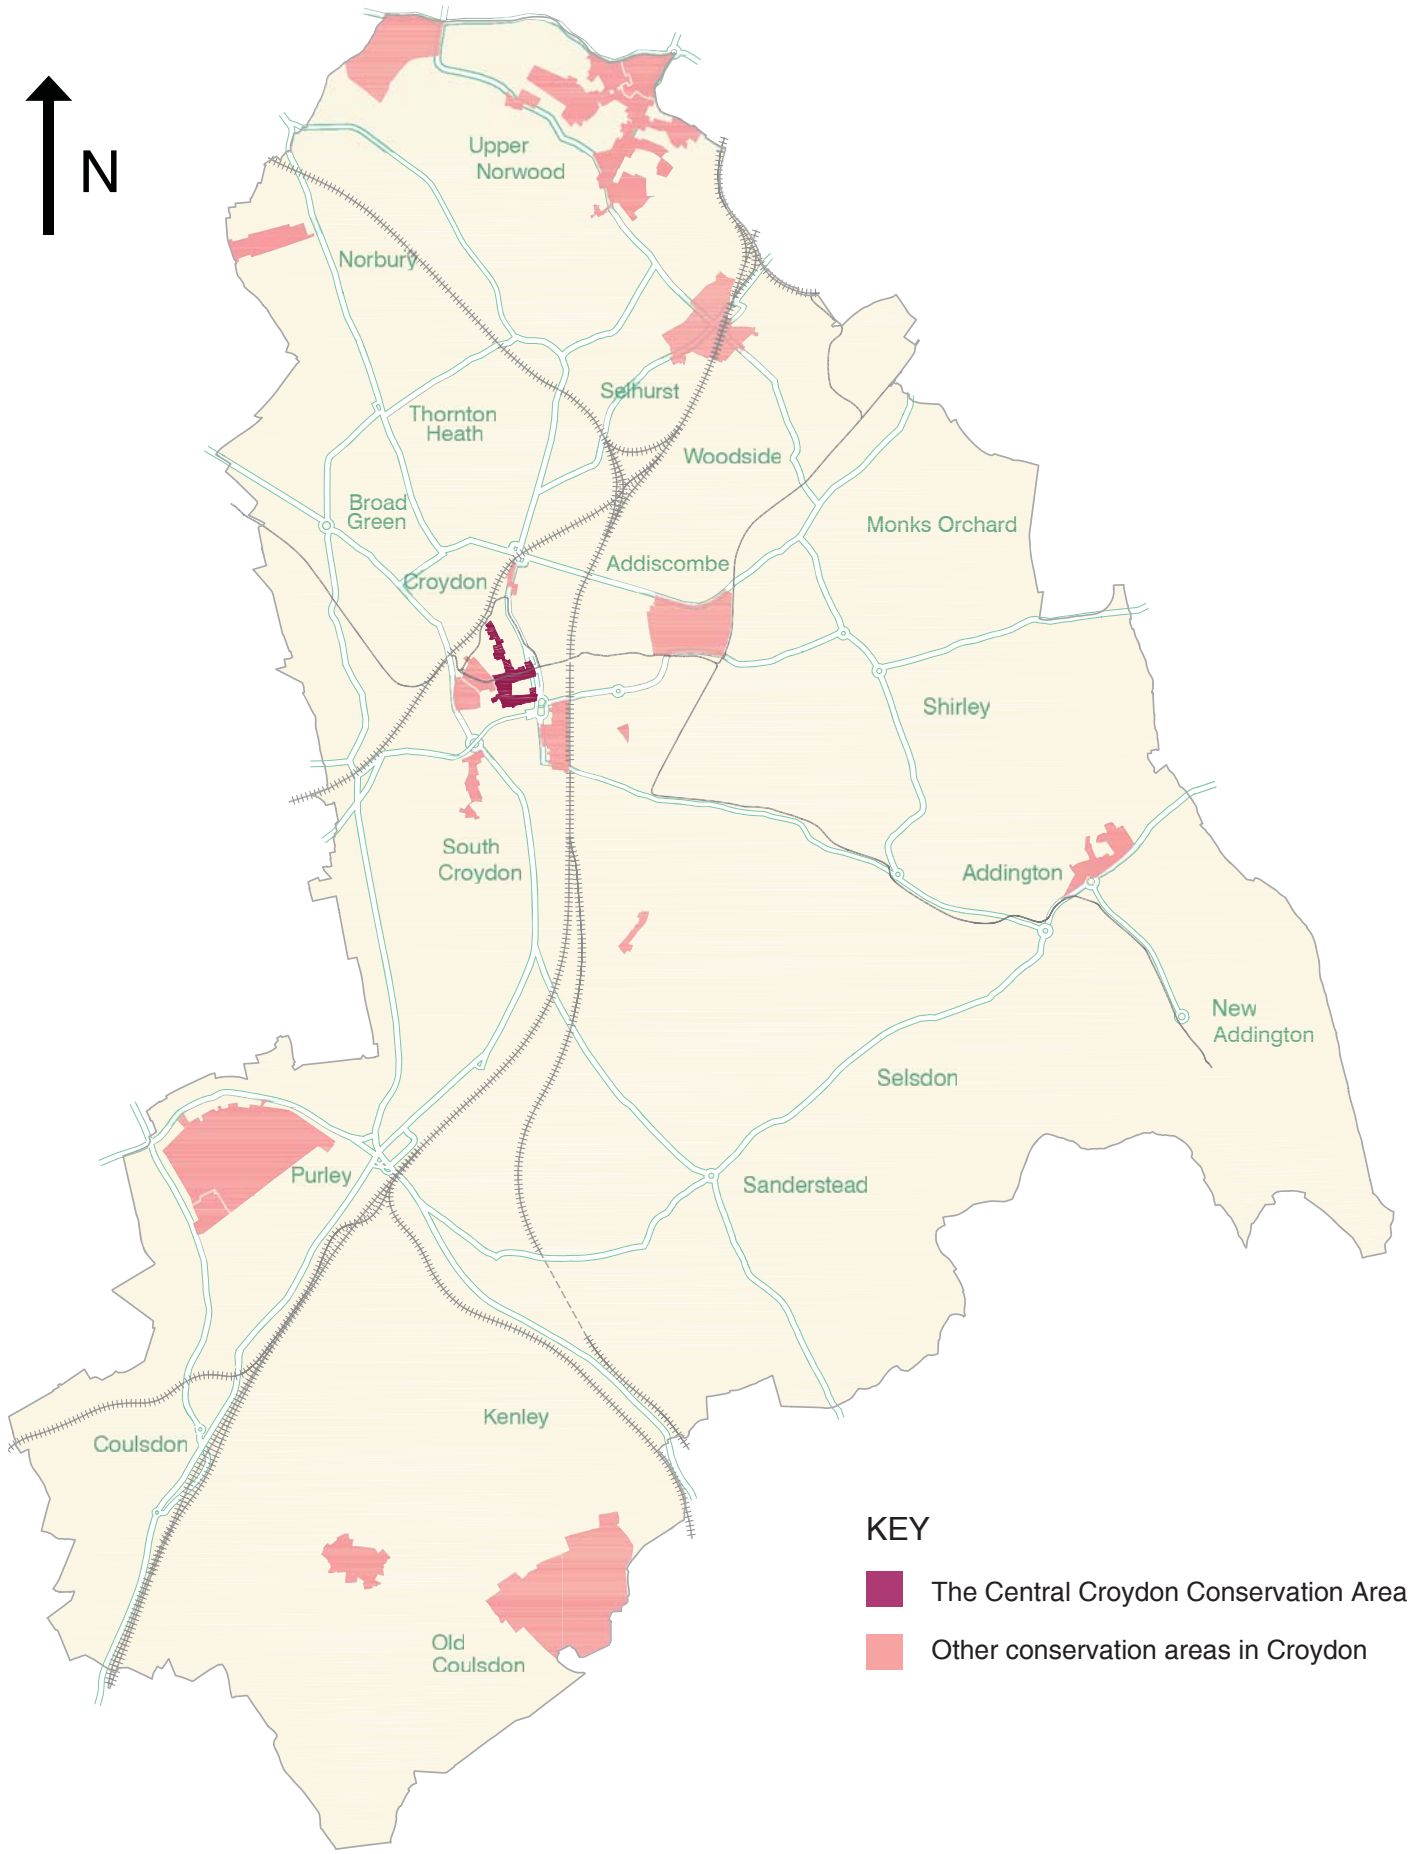 N
Upper
Norwood
Norbury
Selhurst
Thornton
Heath
Woodside
Broad
Green
Monks Orchard
Addiscombe
Croydon
Shirley
South
Croydon
Addington
New
Addington
Selsdon
Purley
Sanderstead
Kenley
Coulsdon
Old
Coulsdon
KEY
The Central Croydon Conservation Area
Other conservation areas in Croydon